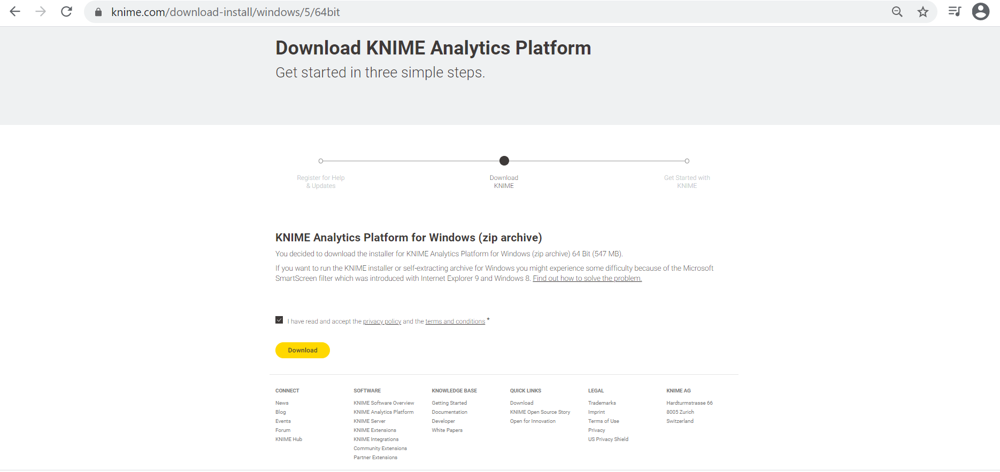 knime.com/download-install/windows/5/64bit
Download KNIME Analytics Platform
Get started in three simple steps.
Register for Help
& Updates
Download
KNIME
Get Started with
KNIME
KNIME Analytics Platform for Windows (zip archive)
You decided to download the installer for KNIME Analytics Platform for Windows (zip archive) 64 Bit (547 MB).
If you want to run the KNIME installer or self-extracting archive for Windows you might experience some difficulty because of the Microsoft
SmartScreen filter which was introduced with Internet Explorer 9 and Windows 8. Find out how to solve the problem.
I have read and accept the privacy policy and the terms and conditions *
Download
CONNECT
News
Blog
Events
Forum
KNIME Hub
SOFTWARE
KNIME Software Overview
KNIME Analytics Platform
KNIME Server
KNIME Extensions
KNIME Integrations
Community Extensions
Partner Extensions
KNOWLEDGE BASE
Getting Started
Documentation
Developer
White Papers
QUICK LINKS
Download
KNIME Open Source Story
Open for Innovation
LEGAL
Trademarks
Imprint
Terms of Use
Privacy
US Privacy Shield
KNIME AG
Hardturmstrasse 66
8005 Zurich
Switzerland